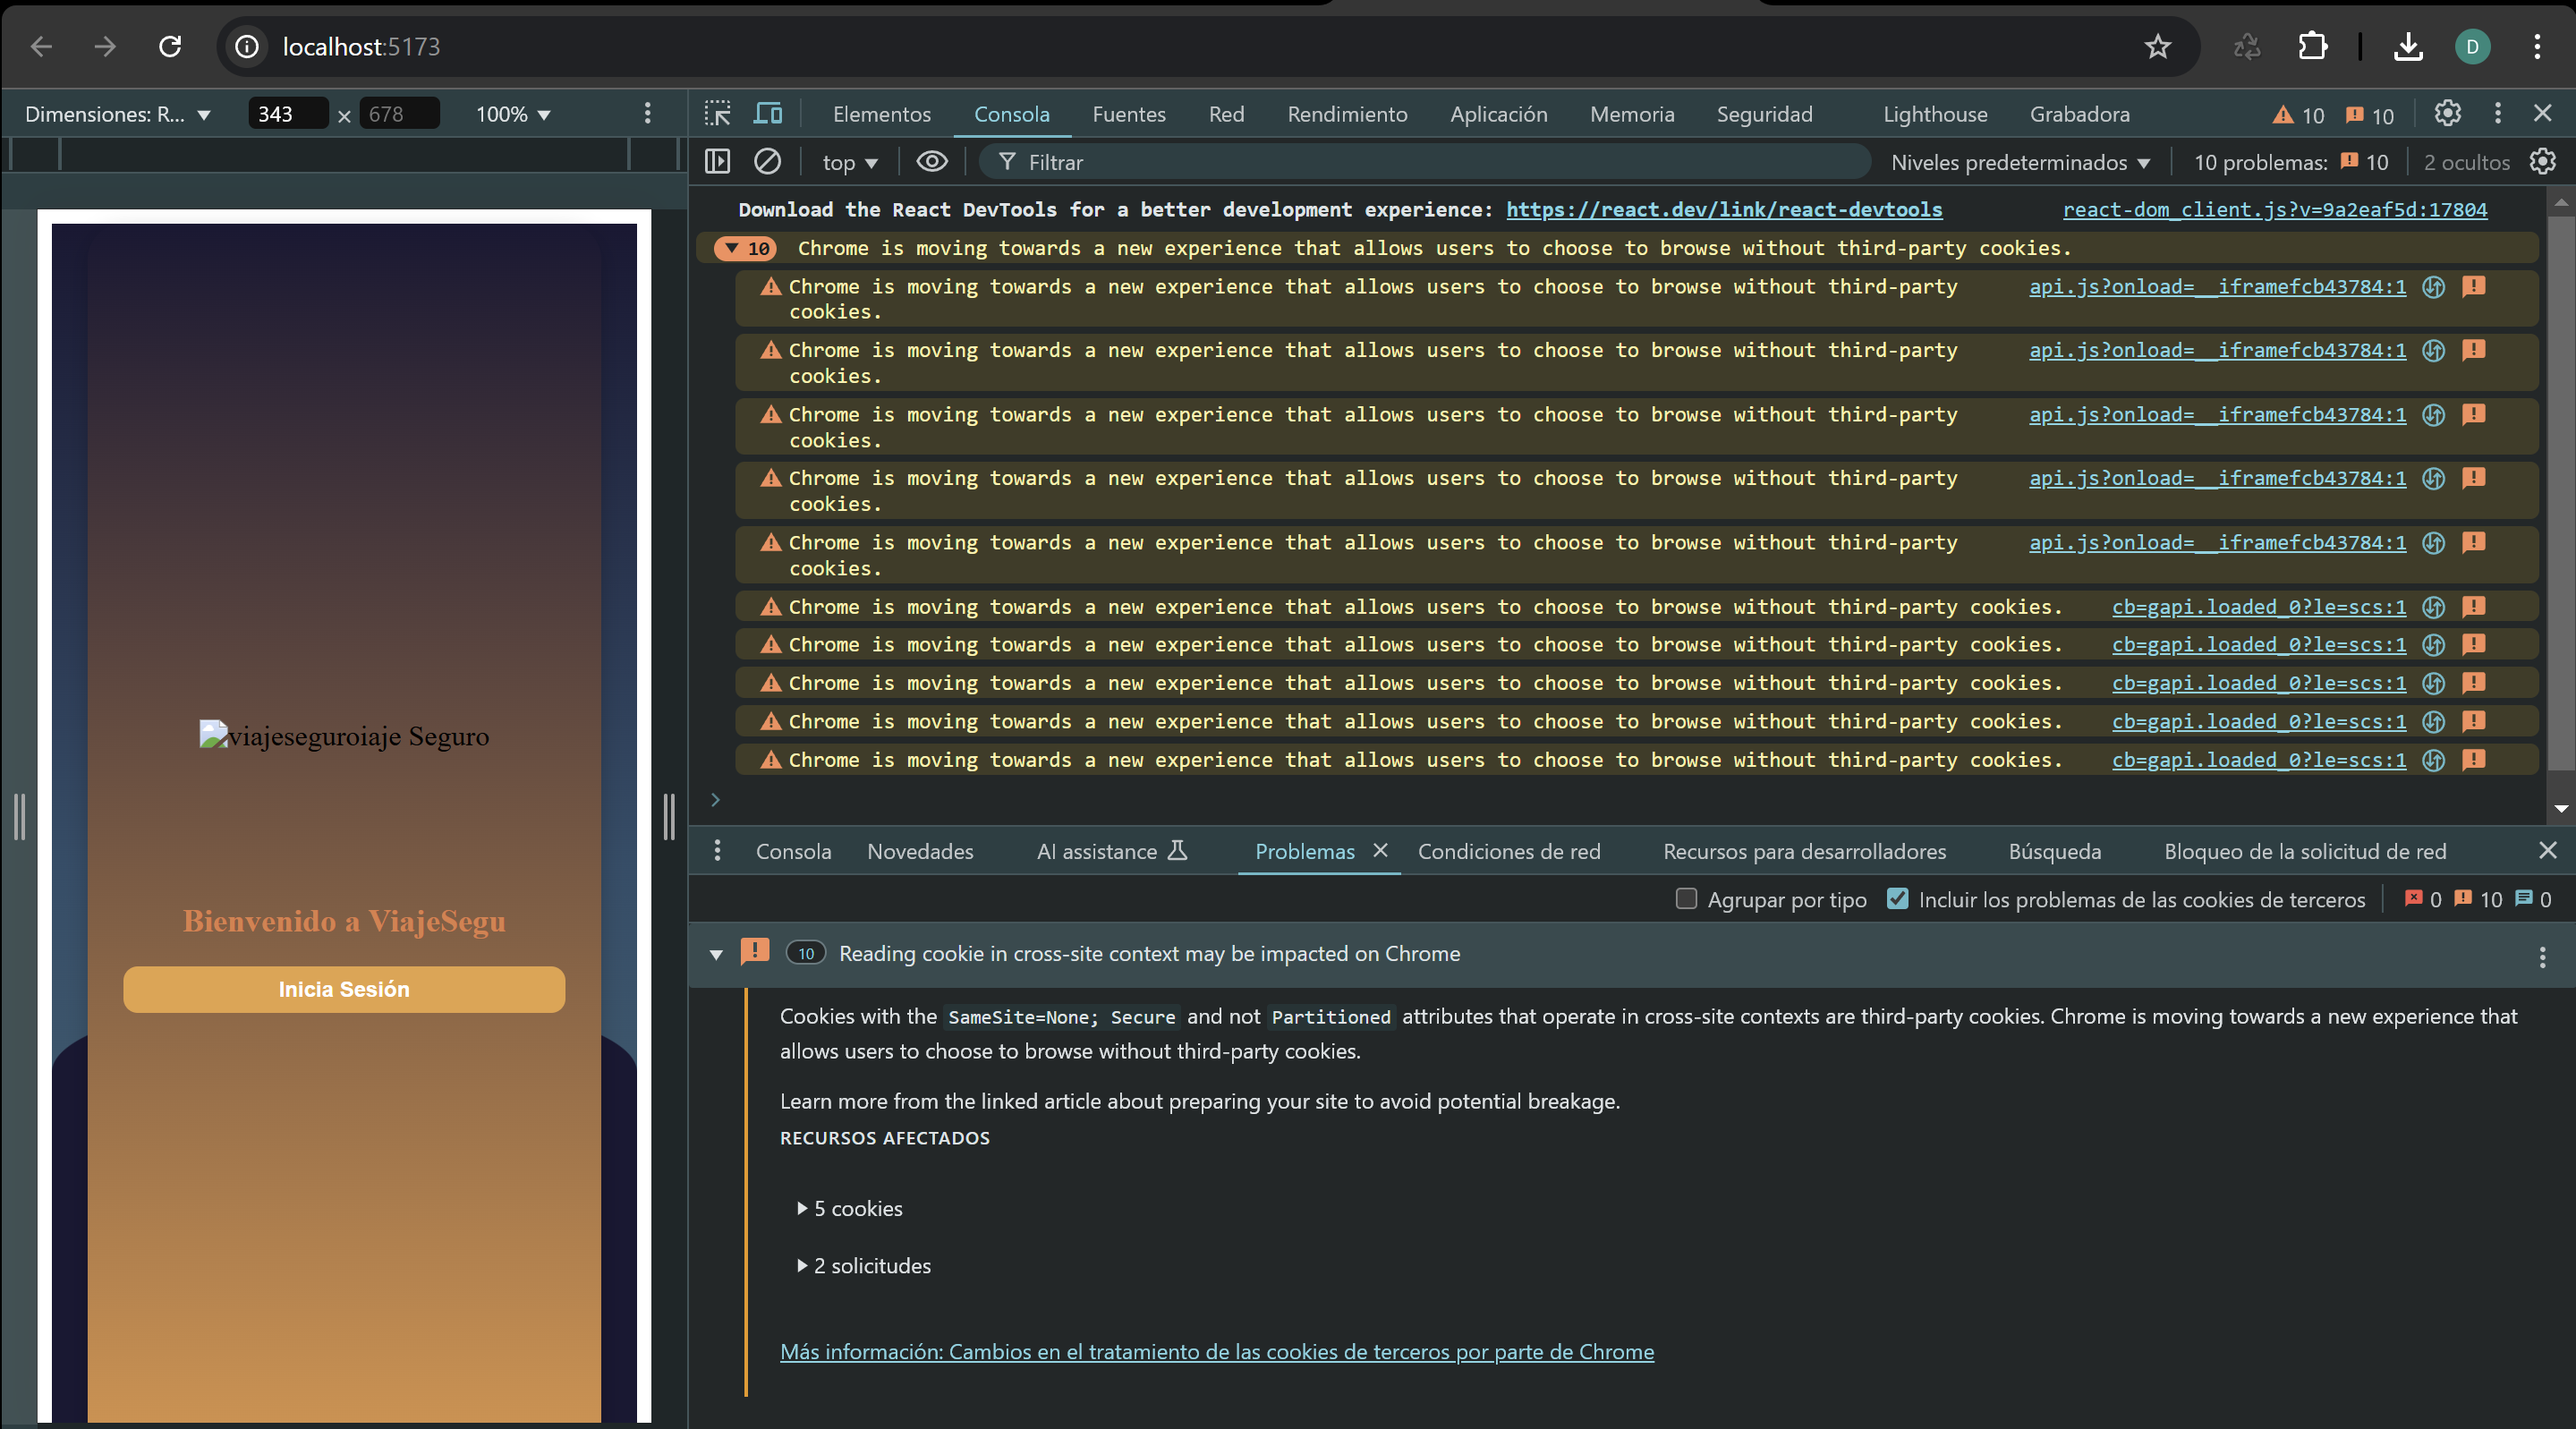 localhost:5173
D
Dimensiones: R... ▼ 343 × 678 100% ▼
Elementos Consola Fuentes Red Rendimiento Aplicación Memoria Seguridad Lighthouse Grabadora 10 10
top ▼ Filtrar Niveles predeterminados ▼ 10 problemas: 10 2 ocultos
Download the React DevTools for a better development experience: https://react.dev/link/react-devtools react-dom_client.js?v=9a2eaf5d:17804
10 Chrome is moving towards a new experience that allows users to choose to browse without third-party cookies.
Chrome is moving towards a new experience that allows users to choose to browse without third-party api.js?onload=__iframefcb43784:1
cookies.
Chrome is moving towards a new experience that allows users to choose to browse without third-party api.js?onload=__iframefcb43784:1
cookies.
Chrome is moving towards a new experience that allows users to choose to browse without third-party api.js?onload=__iframefcb43784:1
cookies.
Chrome is moving towards a new experience that allows users to choose to browse without third-party api.js?onload=__iframefcb43784:1
cookies.
Chrome is moving towards a new experience that allows users to choose to browse without third-party api.js?onload=__iframefcb43784:1
cookies.
Chrome is moving towards a new experience that allows users to choose to browse without third-party cookies. cb=gapi.loaded_0?le=scs:1
Chrome is moving towards a new experience that allows users to choose to browse without third-party cookies. cb=gapi.loaded_0?le=scs:1
Chrome is moving towards a new experience that allows users to choose to browse without third-party cookies. cb=gapi.loaded_0?le=scs:1
Chrome is moving towards a new experience that allows users to choose to browse without third-party cookies. cb=gapi.loaded_0?le=scs:1
Chrome is moving towards a new experience that allows users to choose to browse without third-party cookies. cb=gapi.loaded_0?le=scs:1
viajeseguroiaje Seguro
Bienvenido a ViajeSegu
Inicia Sesión
Consola Novedades AI assistance Problemas Condiciones de red Recursos para desarrolladores Búsqueda Bloqueo de la solicitud de red
Agrupar por tipo Incluir los problemas de las cookies de terceros 0 10 0
10 Reading cookie in cross-site context may be impacted on Chrome
Cookies with the SameSite=None; Secure and not Partitioned attributes that operate in cross-site contexts are third-party cookies. Chrome is moving towards a new experience that
allows users to choose to browse without third-party cookies.
Learn more from the linked article about preparing your site to avoid potential breakage.
RECURSOS AFECTADOS
5 cookies
2 solicitudes
Más información: Cambios en el tratamiento de las cookies de terceros por parte de Chrome